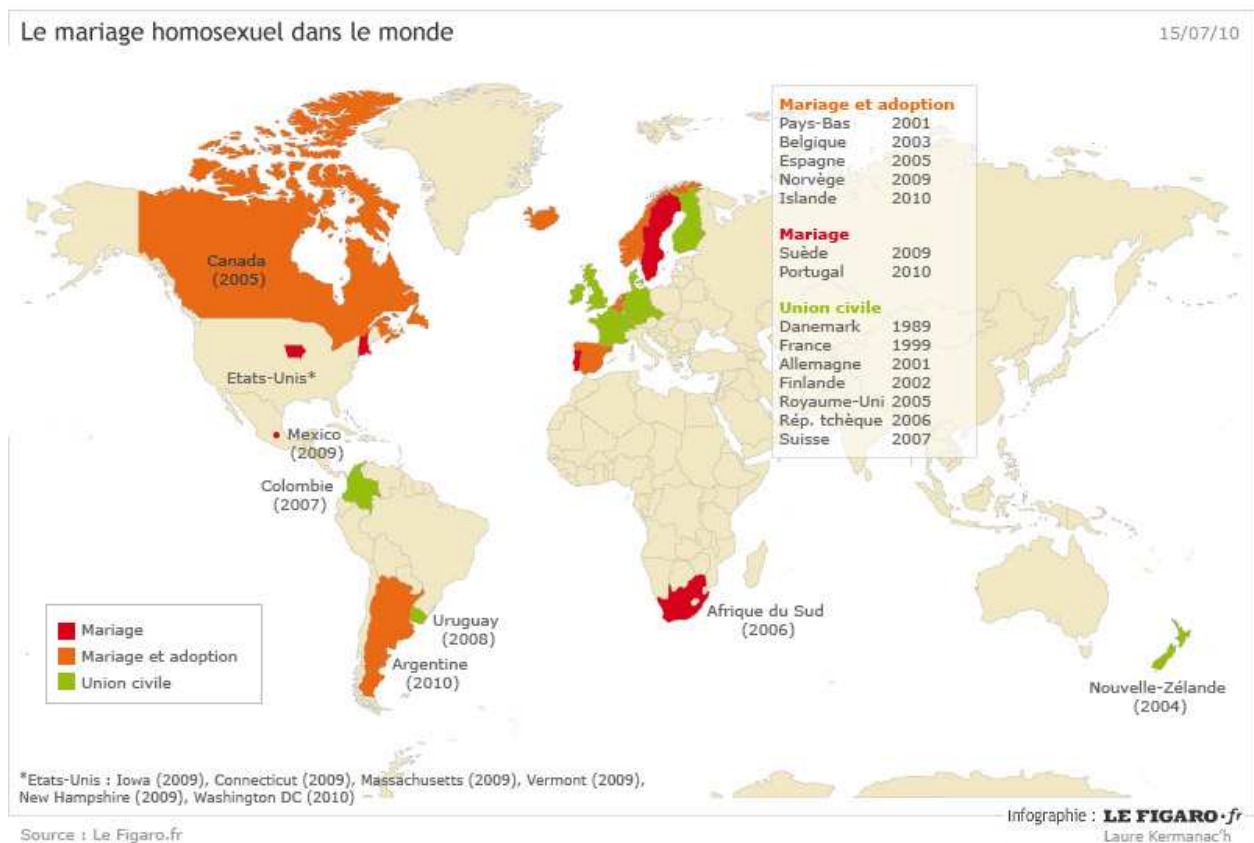 Le mariage homosexuel dans le monde
15/07/10
Mariage et adoption
Pays-Bas 2001
Belgique 2003
Espagne 2005
Norvège 2009
Islande 2010
Mariage
Suède 2009
Portugal 2010
Union civile
Danemark 1989
France 1999
Allemagne 2001
Finlande 2002
Royaume-Uni 2005
Rép. tchèque 2006
Suisse 2007
Canada
(2005)
Etats-Unis*
Mexico
(2009)
Colombie
(2007)
Uruguay
(2008)
Argentine
(2010)
Afrique du Sud
(2006)
Nouvelle-Zélande
(2004)
Mariage
Mariage et adoption
Union civile
*Etats-Unis : Iowa (2009), Connecticut (2009), Massachusetts (2009), Vermont (2009),
New Hampshire (2009), Washington DC (2010)
Infographie : LE FIGARO·fr
Source : Le Figaro.fr
Laure Kermanac'h